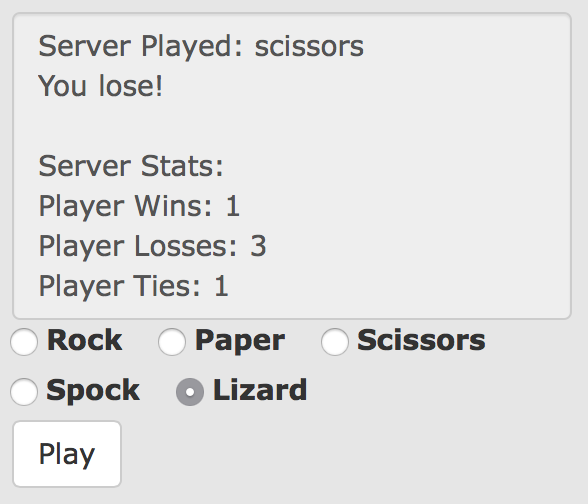 Server Played: scissors
You lose!
Server Stats:
Player Wins: 1
Player Losses: 3
Player Ties: 1
Rock Paper Scissors
Spock Lizard
Play